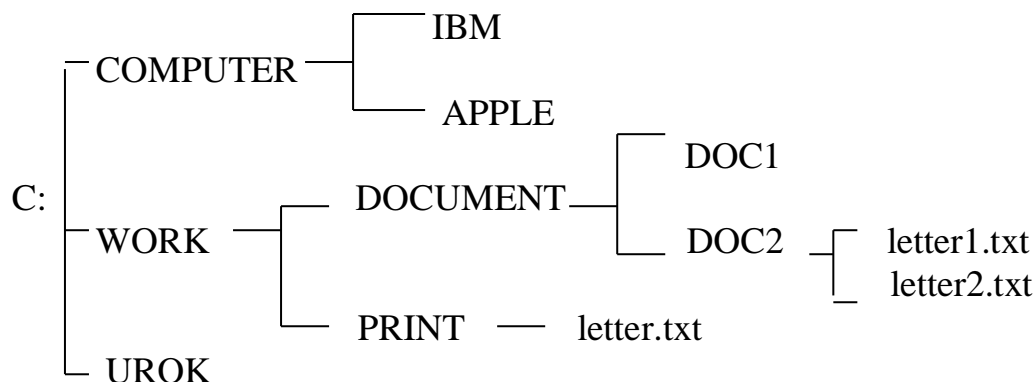 IBM
COMPUTER
APPLE
DOC1
C:
DOCUMENT
WORK
DOC2
letter1.txt
letter2.txt
PRINT
letter.txt
UROK